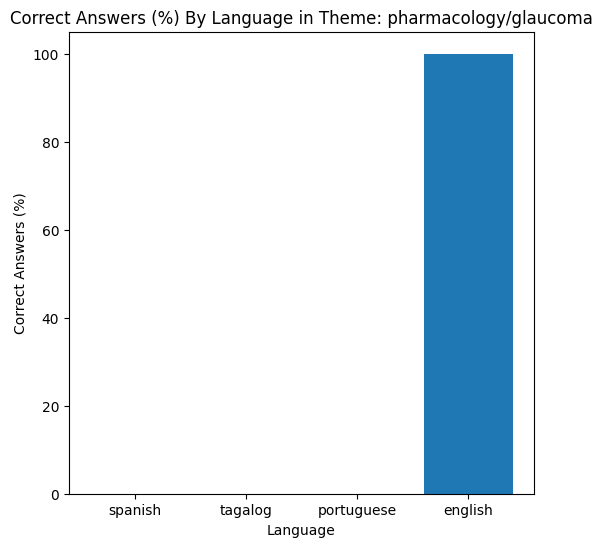 Correct Answers (%) By Language in Theme: pharmacology/glaucoma
100
80
60
40
20
0
Correct Answers (%)
spanish tagalog portuguese english
Language